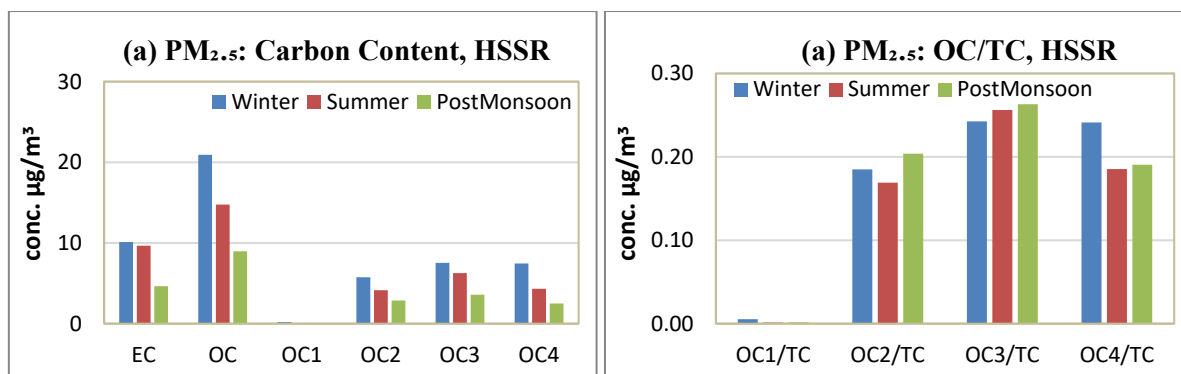 (a) PM₂.₅: Carbon Content, HSSR
30
Winter Summer PostMonsoon
20
10
0
conc. µg/m³
EC OC OC1 OC2 OC3 OC4
(a) PM₂.₅: OC/TC, HSSR
0.30
Winter Summer PostMonsoon
0.20
0.10
0.00
conc. µg/m³
OC1/TC OC2/TC OC3/TC OC4/TC